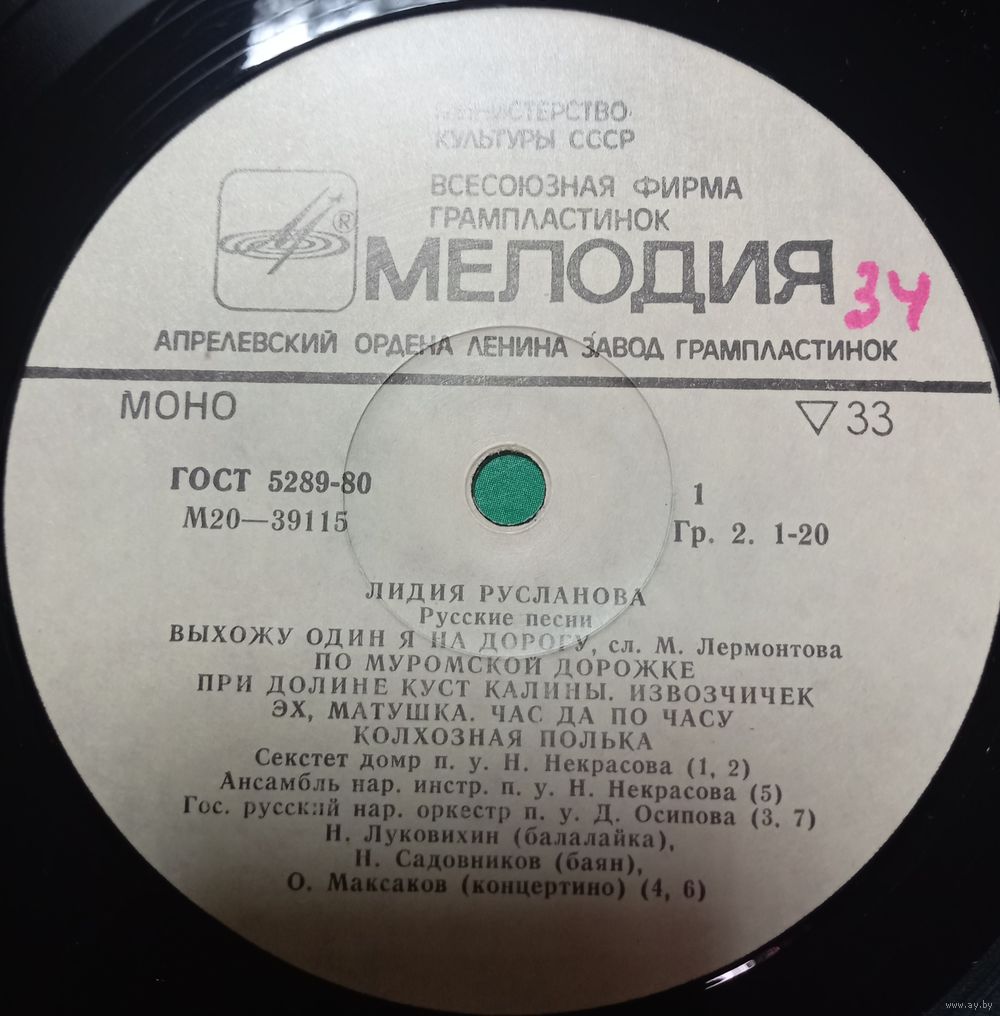 МИНИСТЕРСТВО
КУЛЬТУРЫ СССР
ВСЕСОЮЗНАЯ ФИРМА
ГРАМПЛАСТИНОК
®
МЕЛОДИЯ
34
АПРЕЛЕВСКИЙ ОРДЕНА ЛЕНИНА ЗАВОД ГРАМПЛАСТИНОК
МОНО
▽33
ГОСТ 5289-80
1
М20—39115
Гр. 2. 1-20
ЛИДИЯ РУСЛАНОВА
Русские песни
ВЫХОЖУ ОДИН Я НА ДОРОГУ, сл. М. Лермонтова
ПО МУРОМСКОЙ ДОРОЖКЕ
ПРИ ДОЛИНЕ КУСТ КАЛИНЫ. ИЗВОЗЧИЧЕК
ЭХ, МАТУШКА. ЧАС ДА ПО ЧАСУ
КОЛХОЗНАЯ ПОЛЬКА
Секстет домр п. у. Н. Некрасова (1, 2)
Ансамбль нар. инстр. п. у. Н. Некрасова (5)
Гос. русский нар. оркестр п. у. Д. Осипова (3. 7)
Н. Луковихин (балалайка),
Н. Садовников (баян),
О. Максаков (концертино) (4, 6)
www.ay.by